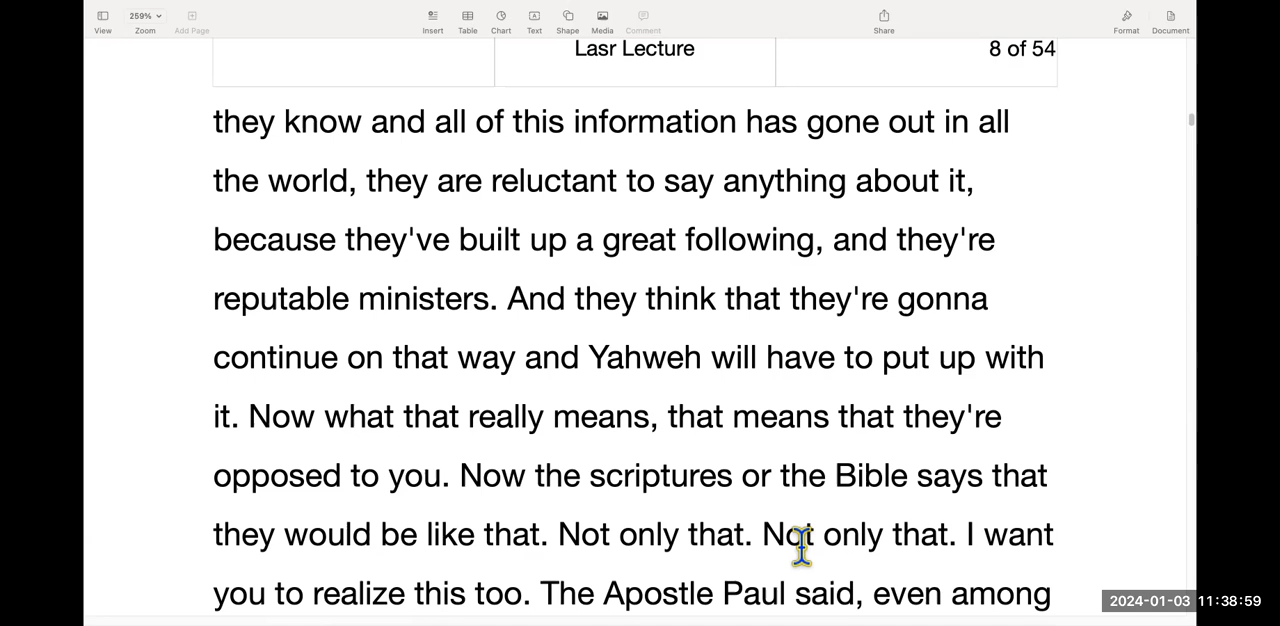 259%
View
Zoom
Add Page
Insert
Table
Chart
Text
Shape
Media
Comment
Share
Format
Document
Lasr Lecture
8 of 54
they know and all of this information has gone out in all
the world, they are reluctant to say anything about it,
because they've built up a great following, and they're
reputable ministers. And they think that they're gonna
continue on that way and Yahweh will have to put up with
it. Now what that really means, that means that they're
opposed to you. Now the scriptures or the Bible says that
they would be like that. Not only that. Not only that. I want
you to realize this too. The Apostle Paul said, even among
2024-01-03 11:38:59